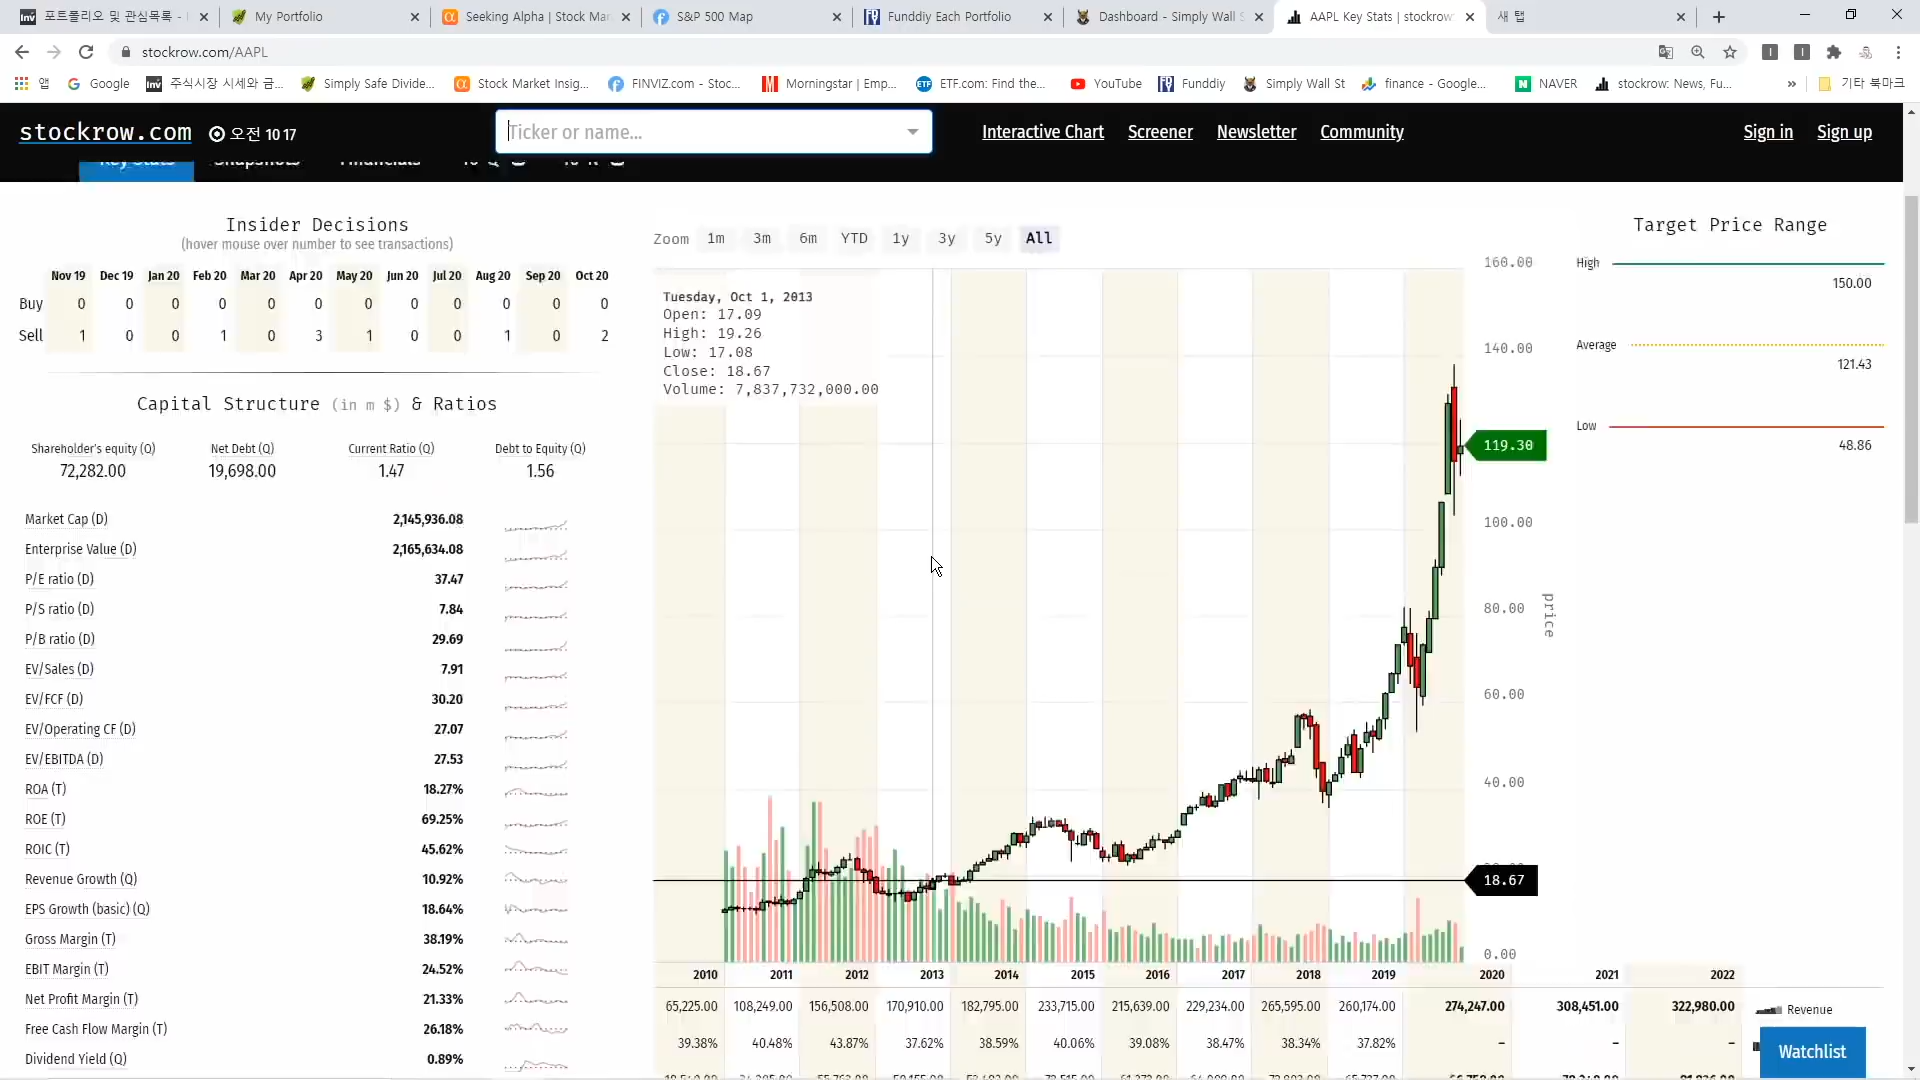 포트폴리오 및 관심목록 -
My Portfolio
Seeking Alpha | Stock Mar
S&P 500 Map
Funddiy Each Portfolio
Dashboard - Simply Wall S
AAPL Key Stats | stockrow
새 탭
stockrow.com/AAPL
앱
Google
주식시장 시세와 금...
Simply Safe Divide...
Stock Market Insig...
FINVIZ.com - Stoc...
Morningstar | Emp...
ETF.com: Find the...
YouTube
Funddiy
Simply Wall St
finance - Google...
NAVER
stockrow: News, Fu...
»
기타 북마크
stockrow.com
오전 10 17
Ticker or name...
Interactive Chart
Screener
Newsletter
Community
Sign in
Sign up
Key Stats
Snapshots
Financials
Insider Decisions
(hover mouse over number to see transactions)
Nov 19 Dec 19 Jan 20 Feb 20 Mar 20 Apr 20 May 20 Jun 20 Jul 20 Aug 20 Sep 20 Oct 20
Buy 0 0 0 0 0 0 0 0 0 0 0 0
Sell 1 0 0 1 0 3 1 0 0 1 0 2
Capital Structure (in m $) & Ratios
Shareholder's equity (Q) Net Debt (Q) Current Ratio (Q) Debt to Equity (Q)
72,282.00 19,698.00 1.47 1.56
Market Cap (D) 2,145,936.08
Enterprise Value (D) 2,165,634.08
P/E ratio (D) 37.47
P/S ratio (D) 7.84
P/B ratio (D) 29.69
EV/Sales (D) 7.91
EV/FCF (D) 30.20
EV/Operating CF (D) 27.07
EV/EBITDA (D) 27.53
ROA (T) 18.27%
ROE (T) 69.25%
ROIC (T) 45.62%
Revenue Growth (Q) 10.92%
EPS Growth (basic) (Q) 18.64%
Gross Margin (T) 38.19%
EBIT Margin (T) 24.52%
Net Profit Margin (T) 21.33%
Free Cash Flow Margin (T) 26.18%
Dividend Yield (Q) 0.89%
Zoom 1m 3m 6m YTD 1y 3y 5y All
Tuesday, Oct 1, 2013
Open: 17.09
High: 19.26
Low: 17.08
Close: 18.67
Volume: 7,837,732,000.00
160.00
140.00
119.30
100.00
80.00
60.00
40.00
18.67
0.00
price
2010 2011 2012 2013 2014 2015 2016 2017 2018 2019 2020 2021 2022
65,225.00 108,249.00 156,508.00 170,910.00 182,795.00 233,715.00 215,639.00 229,234.00 265,595.00 260,174.00 274,247.00 308,451.00 322,980.00 Revenue
39.38% 40.48% 43.87% 37.62% 38.59% 40.06% 39.08% 38.47% 38.34% 37.82% – – –
Target Price Range
High
150.00
Average
121.43
Low
48.86
Watchlist